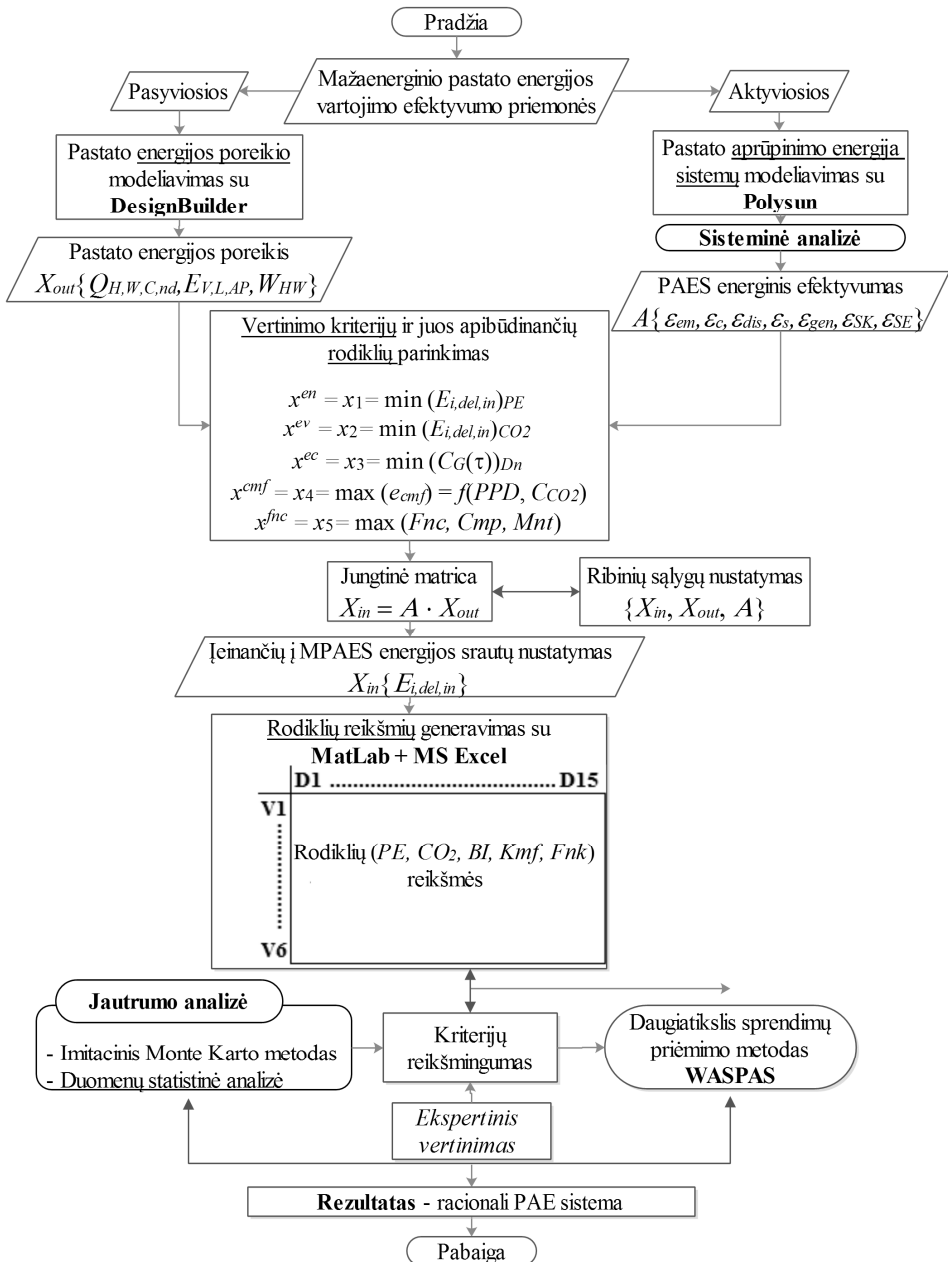 Pradžia
Mažaenerginio pastato energijos
vartojimo efektyvumo priemonės
Pasyviosios
Aktyviosios
Pastato energijos poreikio
modeliavimas su
DesignBuilder
Pastato aprūpinimo energija
sistemų modeliavimas su
Polysun
Sisteminė analizė
Pastato energijos poreikis
X_out{Q_H,W,C,nd, E_V,L,AP, W_HW}
PAES energinis efektyvumas
A{ε_em, ε_c, ε_dis, ε_s, ε_gen, ε_SK, ε_SE}
Vertinimo kriterijų ir juos apibūdinančių
rodiklių parinkimas
x^en = x_1 = min (E_i,del,in)_PE
x^ev = x_2 = min (E_i,del,in)_CO2
x^ec = x_3 = min (C_G(τ))_Dn
x^cmf = x_4 = max (e_cmf) = f(PPD, C_CO2)
x^fnc = x_5 = max (Fnc, Cmp, Mnt)
Jungtinė matrica
X_in = A · X_out
Ribinių sąlygų nustatymas
{X_in, X_out, A}
Įeinančių į MPAES energijos srautų nustatymas
X_in{E_i,del,in}
Rodiklių reikšmių generavimas su
MatLab + MS Excel
D1 ........................................ D15
V1
V6
Rodiklių (PE, CO₂, BI, Kmf, Fnk)
reikšmės
Jautrumo analizė
- Imitacinis Monte Karto metodas
- Duomenų statistinė analizė
Kriterijų
reikšmingumas
Daugiatikslis sprendimų
priėmimo metodas
WASPAS
Ekspertinis
vertinimas
Rezultatas - racionali PAE sistema
Pabaiga